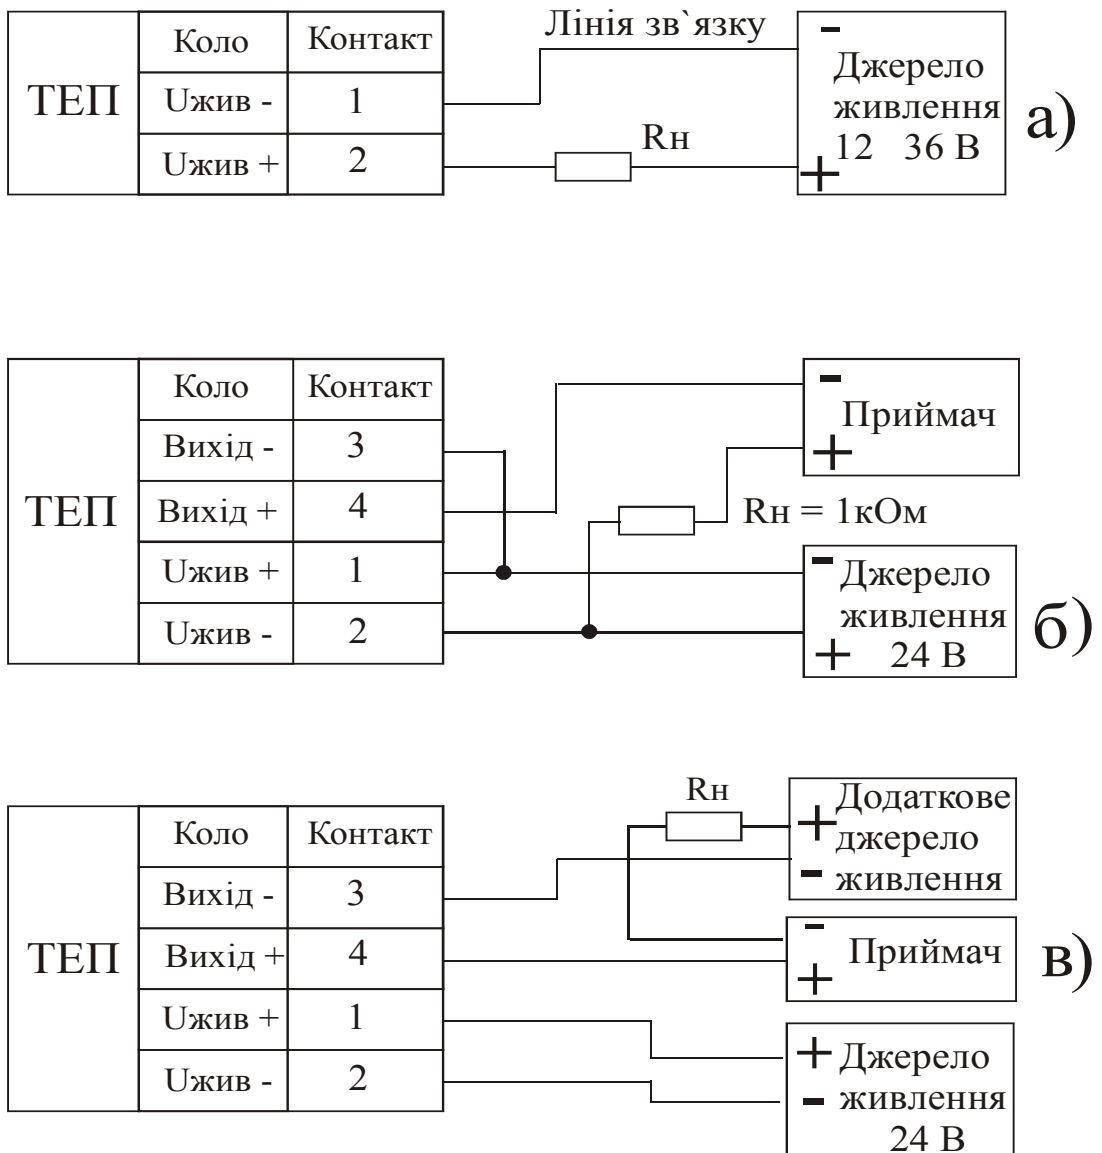 Лінія зв`язку
ТЕП
Коло Контакт
Uжив - 1
Uжив + 2
Rн
-
Джерело
живлення
12 36 В
+
а)
ТЕП
Коло Контакт
Вихід - 3
Вихід + 4
Uжив + 1
Uжив - 2
-
Приймач
+
Rн = 1кОм
- Джерело
живлення
+ 24 В
б)
ТЕП
Коло Контакт
Вихід - 3
Вихід + 4
Uжив + 1
Uжив - 2
Rн
Додаткове
+ джерело
- живлення
-
Приймач
+
+ Джерело
- живлення
24 В
в)